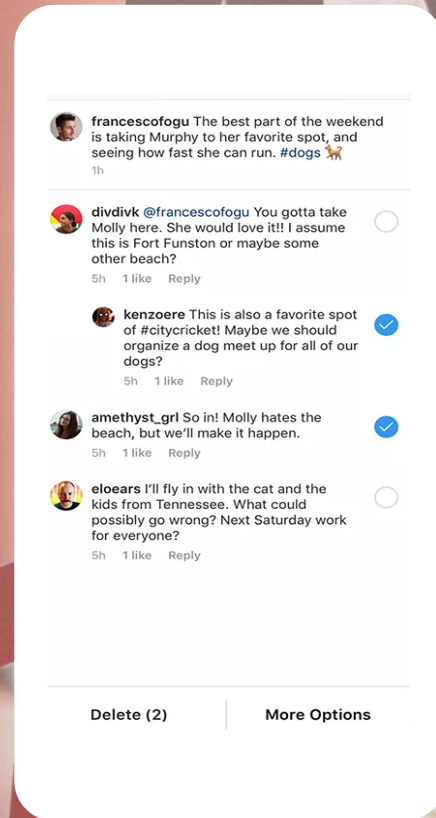 francescofogu The best part of the weekend
is taking Murphy to her favorite spot, and
seeing how fast she can run. #dogs 🐕
1h
divdivk @francescofogu You gotta take
Molly here. She would love it!! I assume
this is Fort Funston or maybe some
other beach?
5h 1 like Reply
kenzoere This is also a favorite spot
of #citycricket! Maybe we should
organize a dog meet up for all of our
dogs?
5h 1 like Reply
amethyst_grl So in! Molly hates the
beach, but we’ll make it happen.
5h 1 like Reply
eloears I’ll fly in with the cat and the
kids from Tennessee. What could
possibly go wrong? Next Saturday work
for everyone?
5h 1 like Reply
Delete (2) More Options